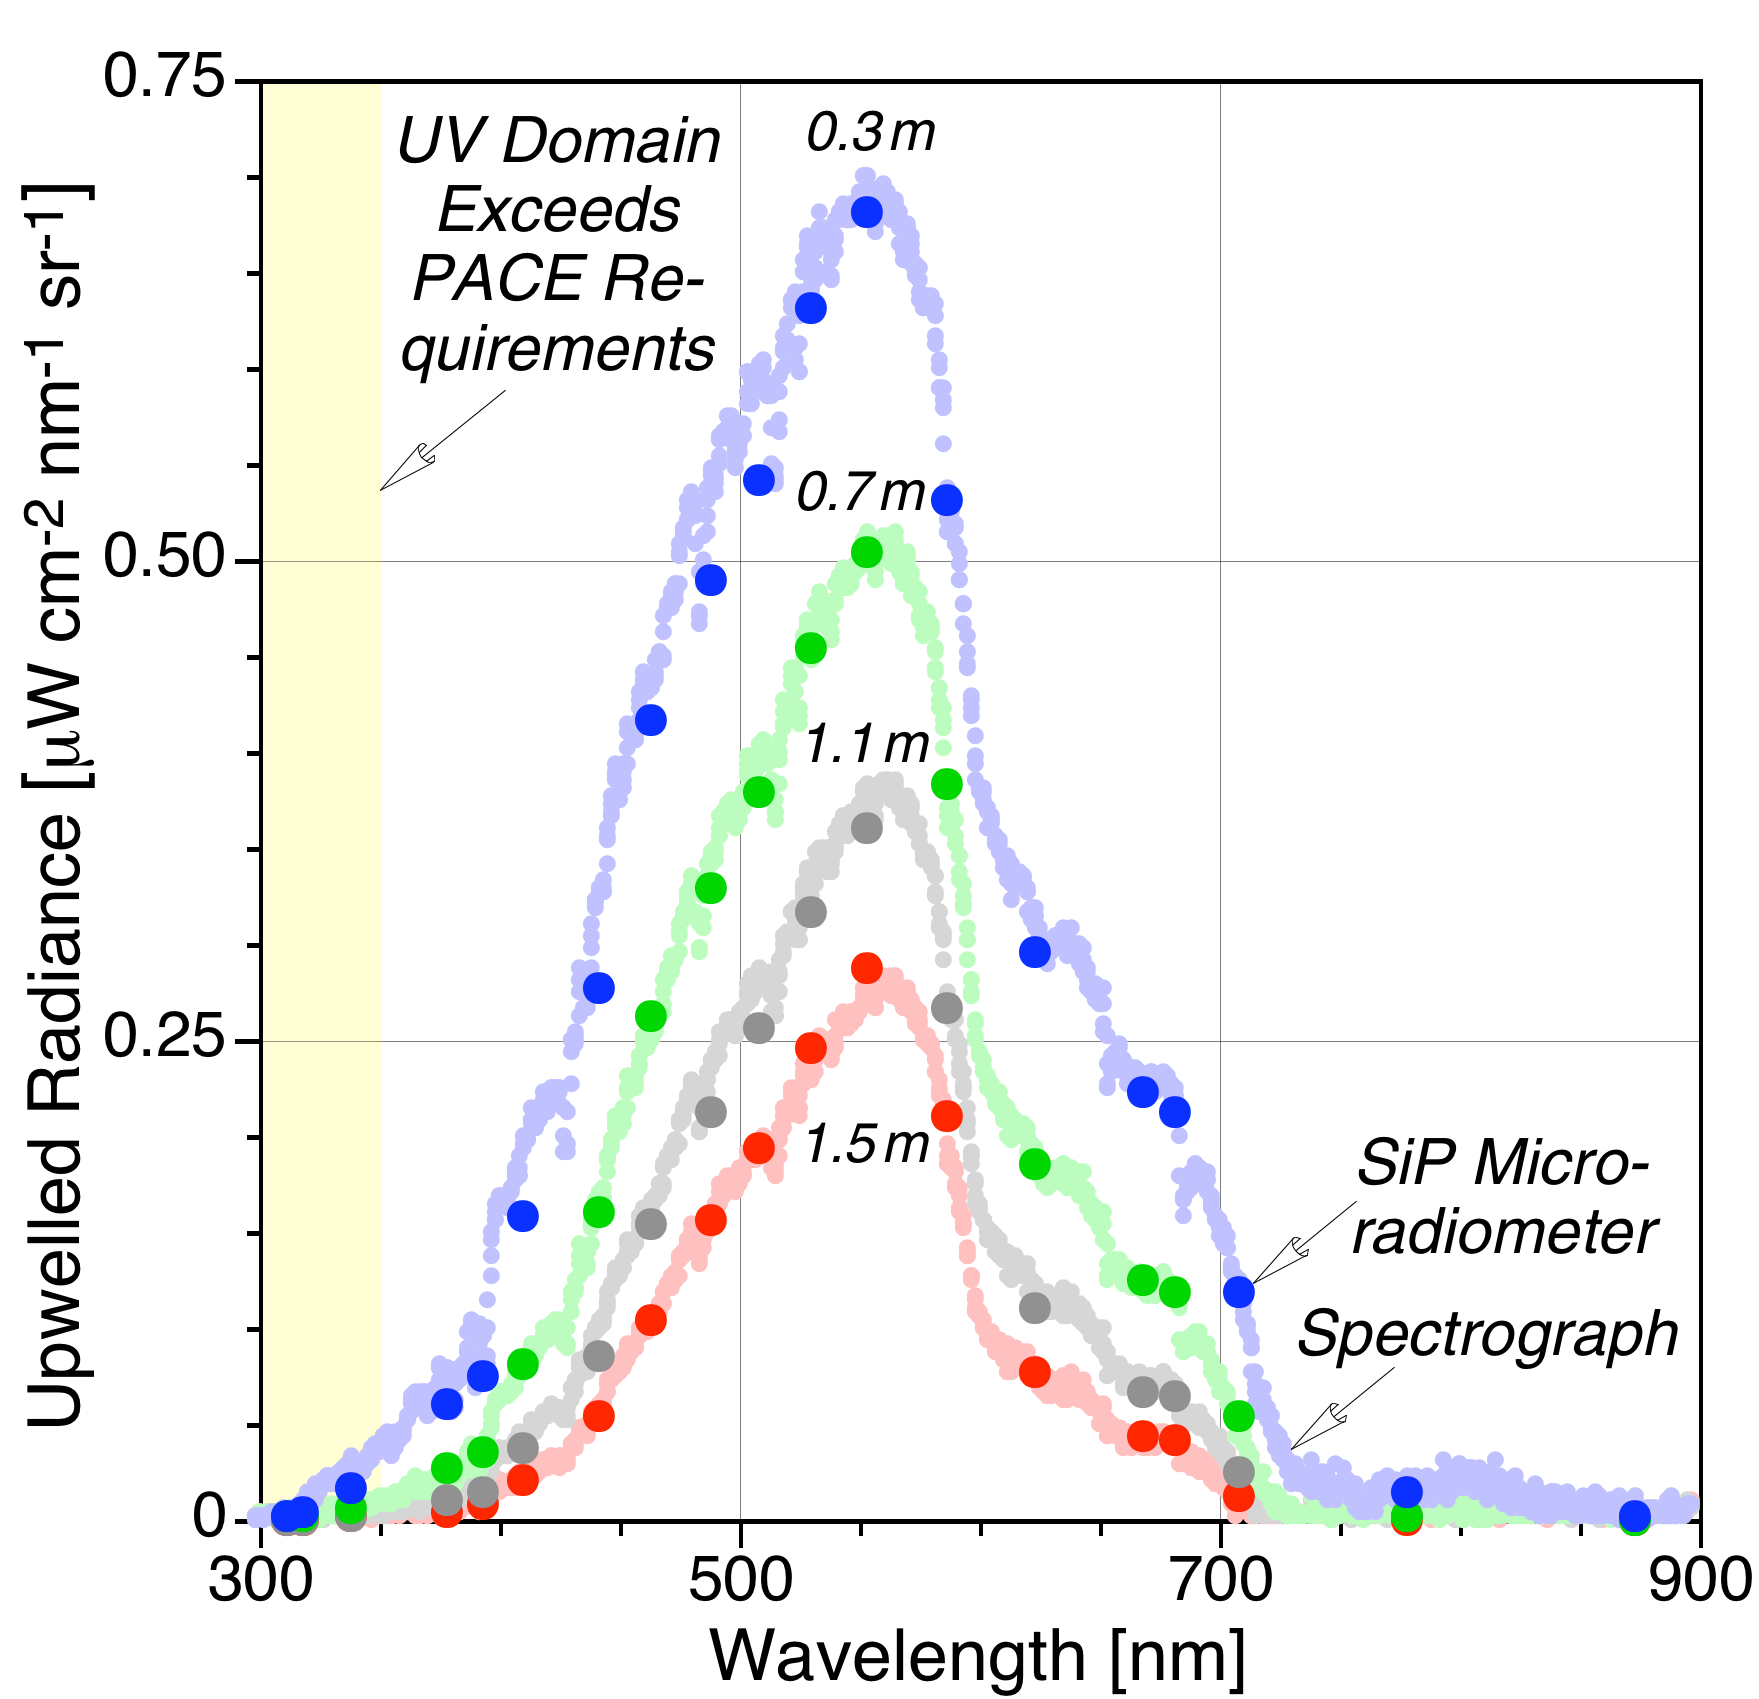 0.75
0.50
0.25
0
Upwelled Radiance [µW cm-2 nm-1 sr-1]
UV Domain
Exceeds
PACE Re-
quirements
0.3 m
0.7 m
1.1 m
1.5 m
SiP Micro-
radiometer
Spectrograph
300
500
700
900
Wavelength [nm]